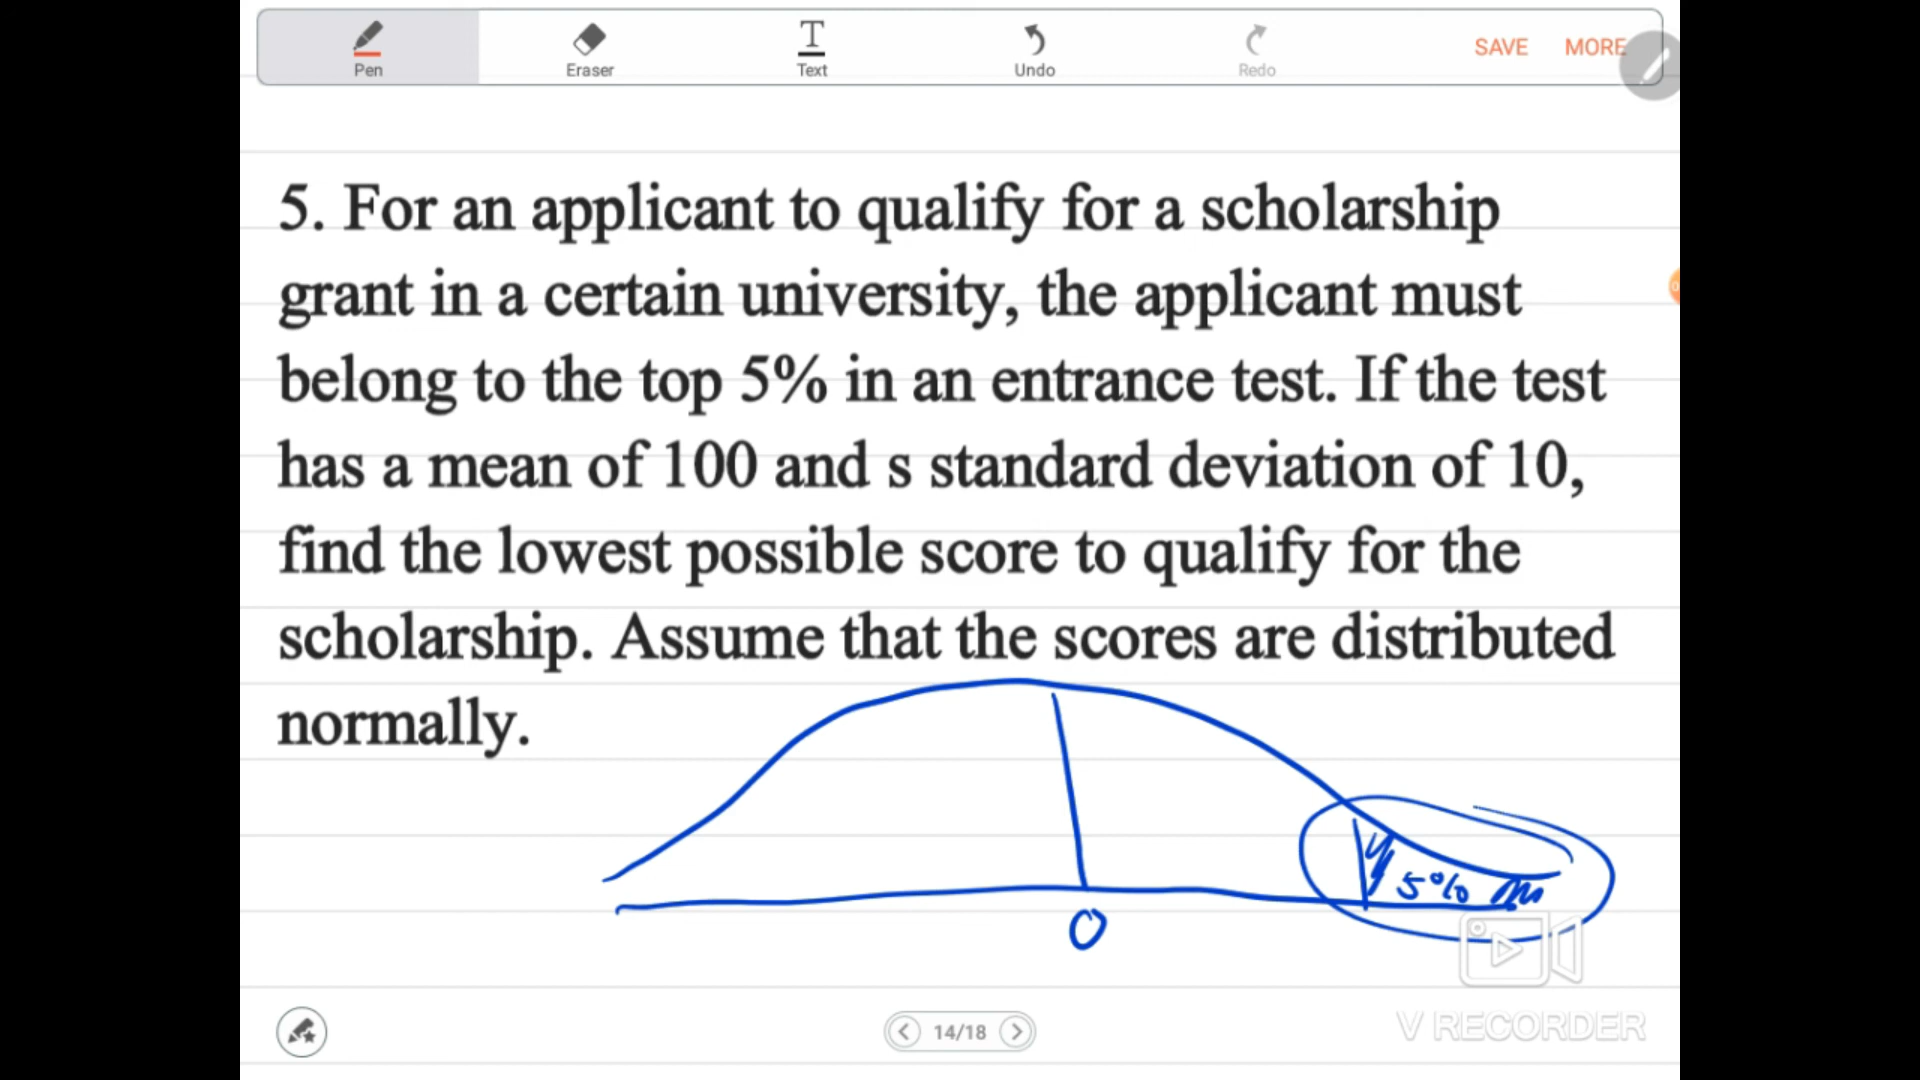 Pen
Eraser
Text
Undo
Redo
SAVE
MORE
5. For an applicant to qualify for a scholarship
grant in a certain university, the applicant must
belong to the top 5% in an entrance test. If the test
has a mean of 100 and s standard deviation of 10,
find the lowest possible score to qualify for the
scholarship. Assume that the scores are distributed
normally.
5%
0
14/18
V RECORDER